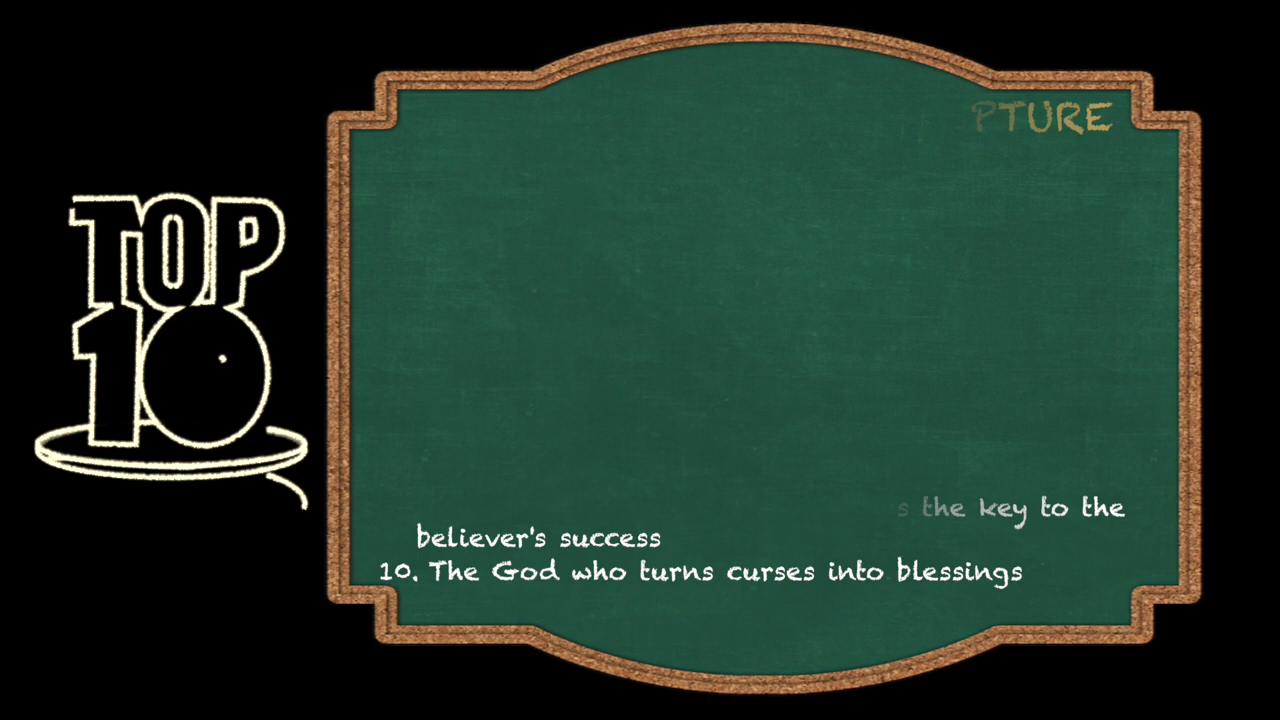 TOP
10
PTURE
s the key to the
believer's success
10. The God who turns curses into blessings